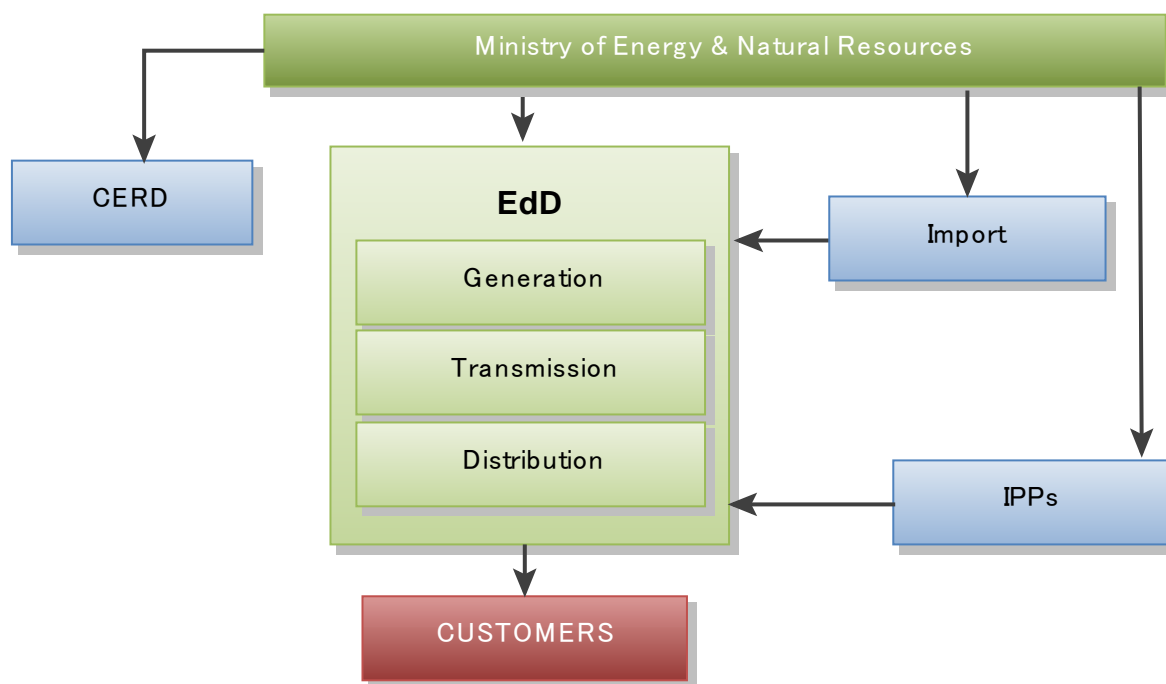 Ministry of Energy & Natural Resources
CERD
EdD
Import
Generation
Transmission
Distribution
IPPs
CUSTOMERS